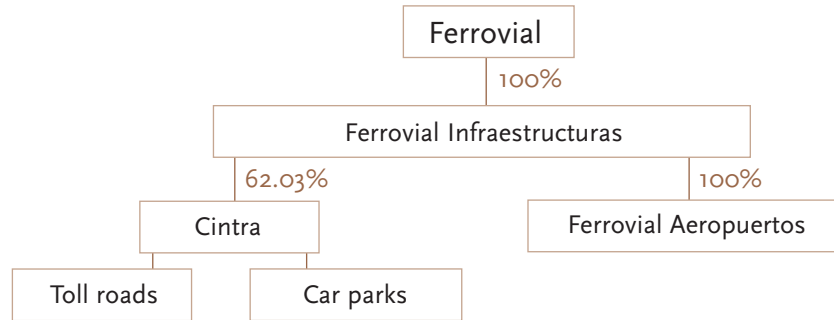 Ferrovial
100%
Ferrovial Infraestructuras
62.03%
100%
Cintra
Ferrovial Aeropuertos
Toll roads
Car parks